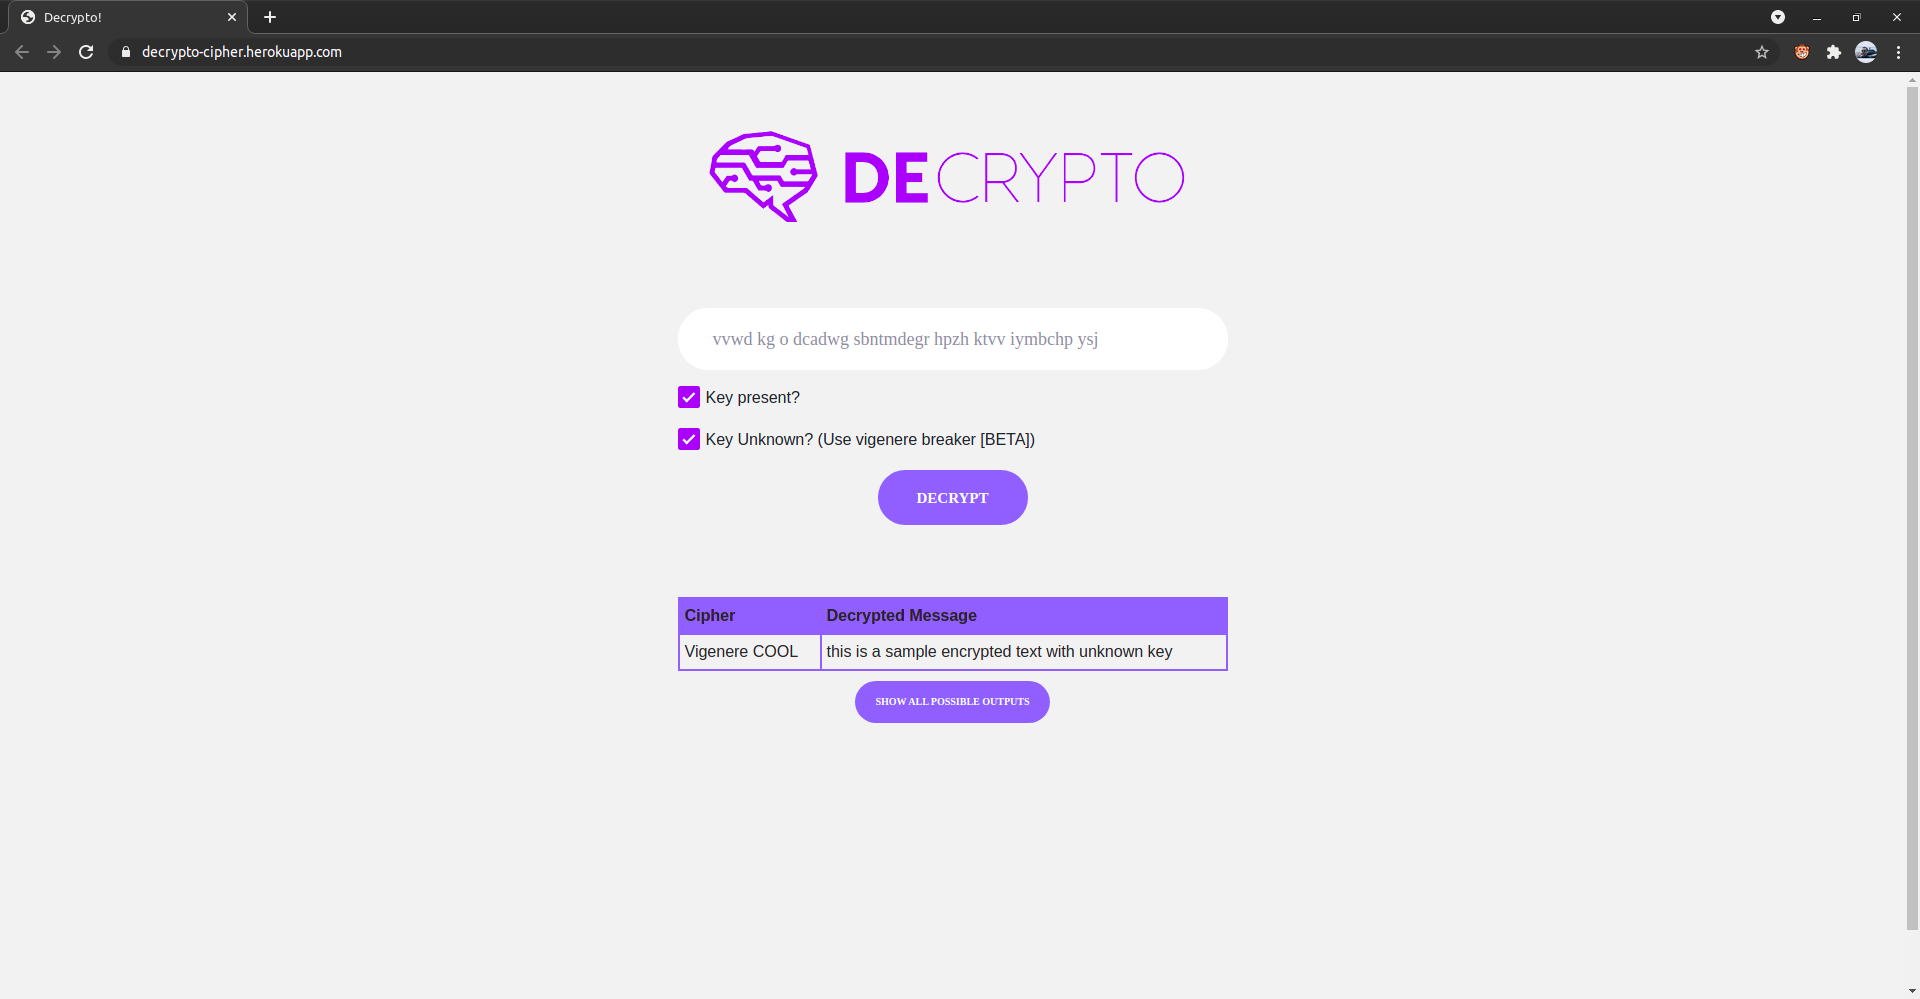 Decrypto!
decrypto-cipher.herokuapp.com
DECRYPTO
vvwd kg o dcadwg sbntmdegr hpzh ktvv iymbchp ysj
Key present?
Key Unknown? (Use vigenere breaker [BETA])
DECRYPT
Cipher Decrypted Message
Vigenere COOL this is a sample encrypted text with unknown key
SHOW ALL POSSIBLE OUTPUTS